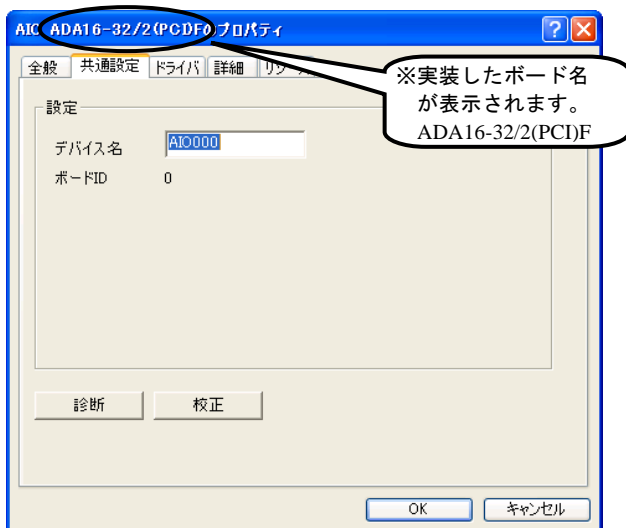 AIO ADA16-32/2(PCI)Fのプロパティ
全般 共通設定 ドライバ 詳細
※実装したボード名
が表示されます。
ADA16-32/2(PCI)F
設定
デバイス名 AIO000
ボードID 0
診断 校正
OK キャンセル